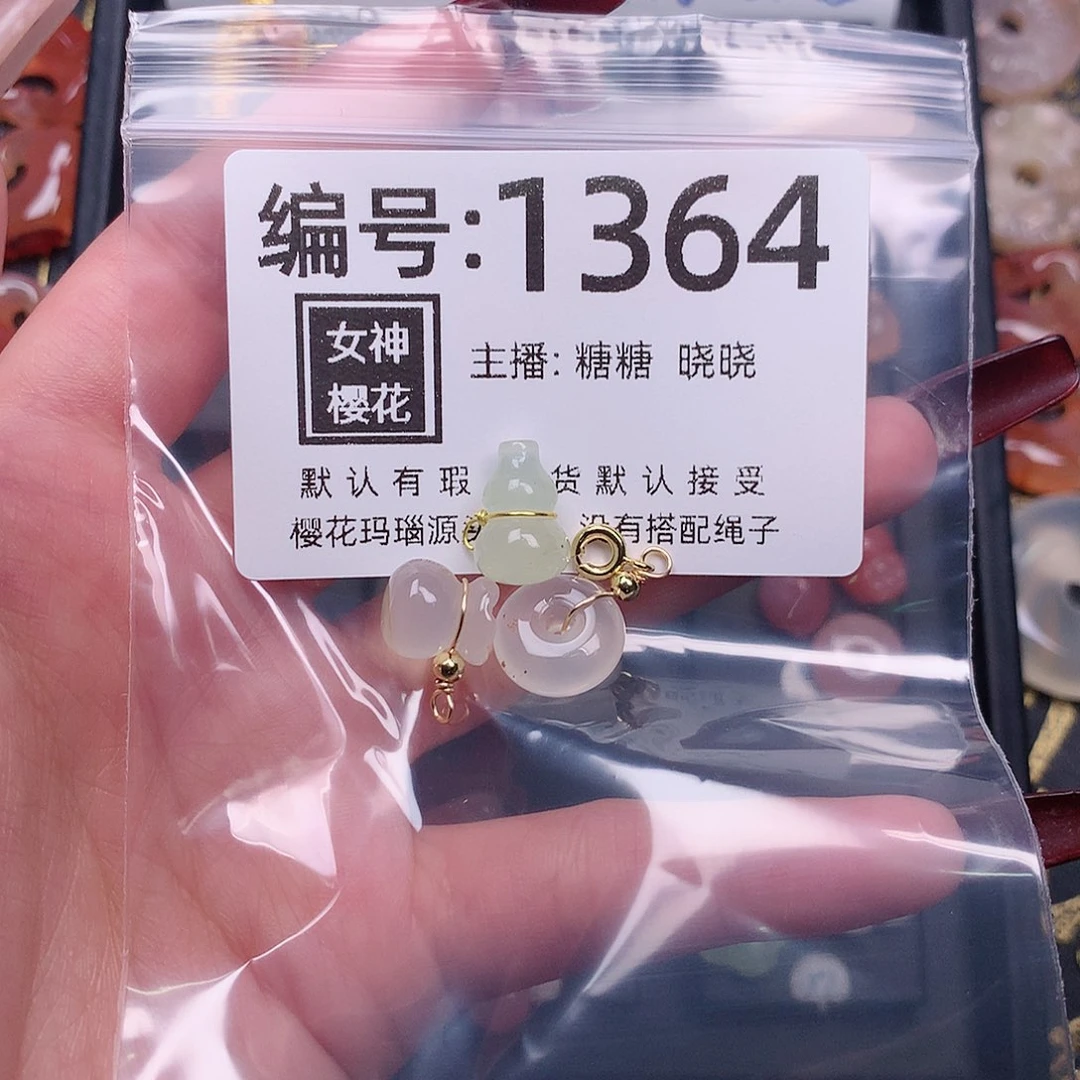 编号:1364
女神
樱花
主播: 糖糖 晓晓
默认有瑕 货默认接受
樱花玛瑙源 没有搭配绳子